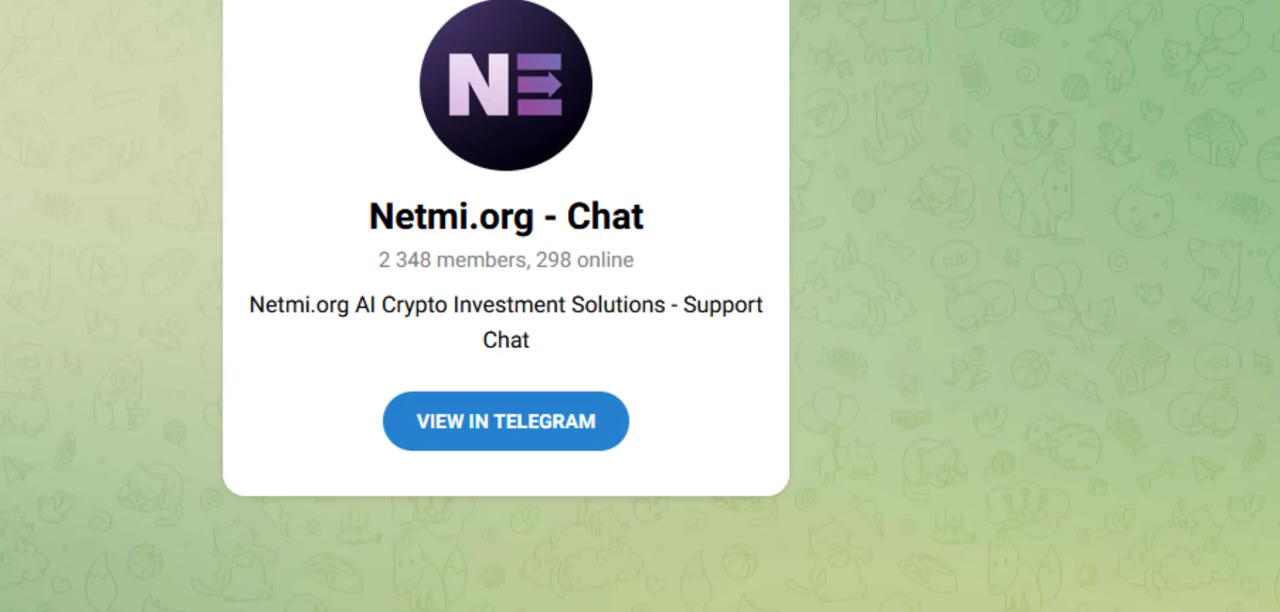 NE
Netmi.org - Chat
2 348 members, 298 online
Netmi.org AI Crypto Investment Solutions - Support
Chat
VIEW IN TELEGRAM